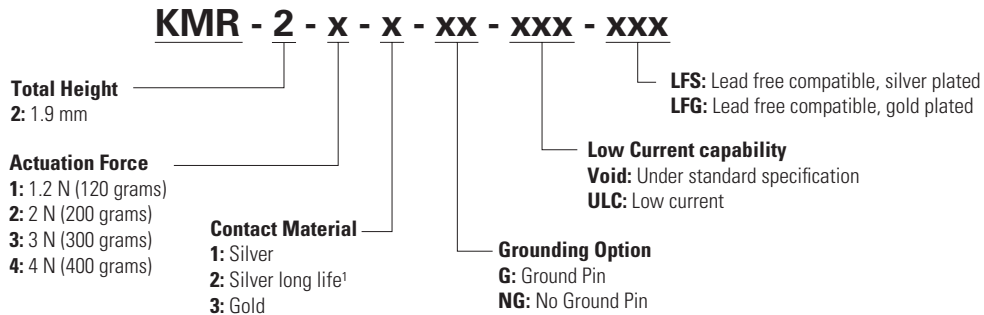 KMR - 2 - x - x - xx - xxx - xxx
Total Height
2: 1.9 mm
Actuation Force
1: 1.2 N (120 grams)
2: 2 N (200 grams)
3: 3 N (300 grams)
4: 4 N (400 grams)
Contact Material
1: Silver
2: Silver long life¹
3: Gold
Grounding Option
G: Ground Pin
NG: No Ground Pin
Low Current capability
Void: Under standard specification
ULC: Low current
LFS: Lead free compatible, silver plated
LFG: Lead free compatible, gold plated